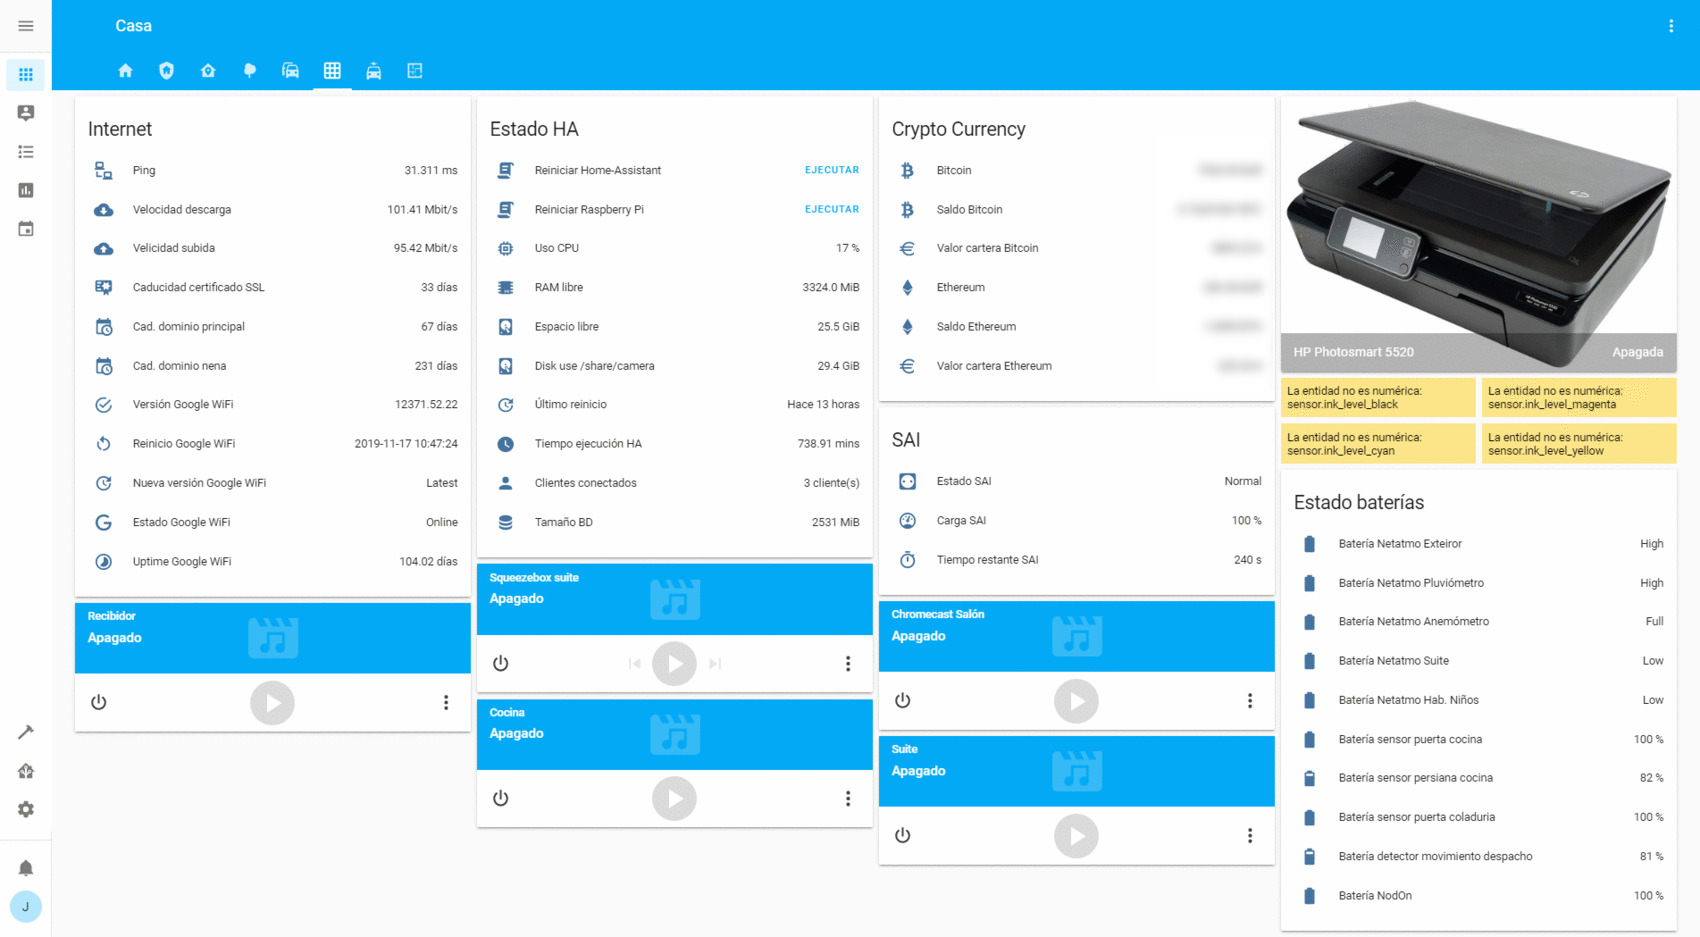 Casa
Internet
Ping 31.311 ms
Velocidad descarga 101.41 Mbit/s
Velicidad subida 95.42 Mbit/s
Caducidad certificado SSL 33 días
Cad. dominio principal 67 días
Cad. dominio nena 231 días
Versión Google WiFi 12371.52.22
Reinicio Google WiFi 2019-11-17 10:47:24
Nueva versión Google WiFi Latest
Estado Google WiFi Online
Uptime Google WiFi 104.02 días
Recibidor
Apagado
Estado HA
Reiniciar Home-Assistant EJECUTAR
Reiniciar Raspberry Pi EJECUTAR
Uso CPU 17 %
RAM libre 3324.0 MiB
Espacio libre 25.5 GiB
Disk use /share/camera 29.4 GiB
Último reinicio Hace 13 horas
Tiempo ejecución HA 738.91 mins
Clientes conectados 3 cliente(s)
Tamaño BD 2531 MiB
Squeezebox suite
Apagado
Cocina
Apagado
Crypto Currency
Bitcoin
Saldo Bitcoin
Valor cartera Bitcoin
Ethereum
Saldo Ethereum
Valor cartera Ethereum
SAI
Estado SAI Normal
Carga SAI 100 %
Tiempo restante SAI 240 s
Chromecast Salón
Apagado
Suite
Apagado
HP Photosmart 5520 Apagada
La entidad no es numérica:
sensor.ink_level_black
La entidad no es numérica:
sensor.ink_level_magenta
La entidad no es numérica:
sensor.ink_level_cyan
La entidad no es numérica:
sensor.ink_level_yellow
Estado baterías
Batería Netatmo Exteiror High
Batería Netatmo Pluviómetro High
Batería Netatmo Anemómetro Full
Batería Netatmo Suite Low
Batería Netatmo Hab. Niños Low
Batería sensor puerta cocina 100 %
Batería sensor persiana cocina 82 %
Batería sensor puerta coladuria 100 %
Batería detector movimiento despacho 81 %
Batería NodOn 100 %
J